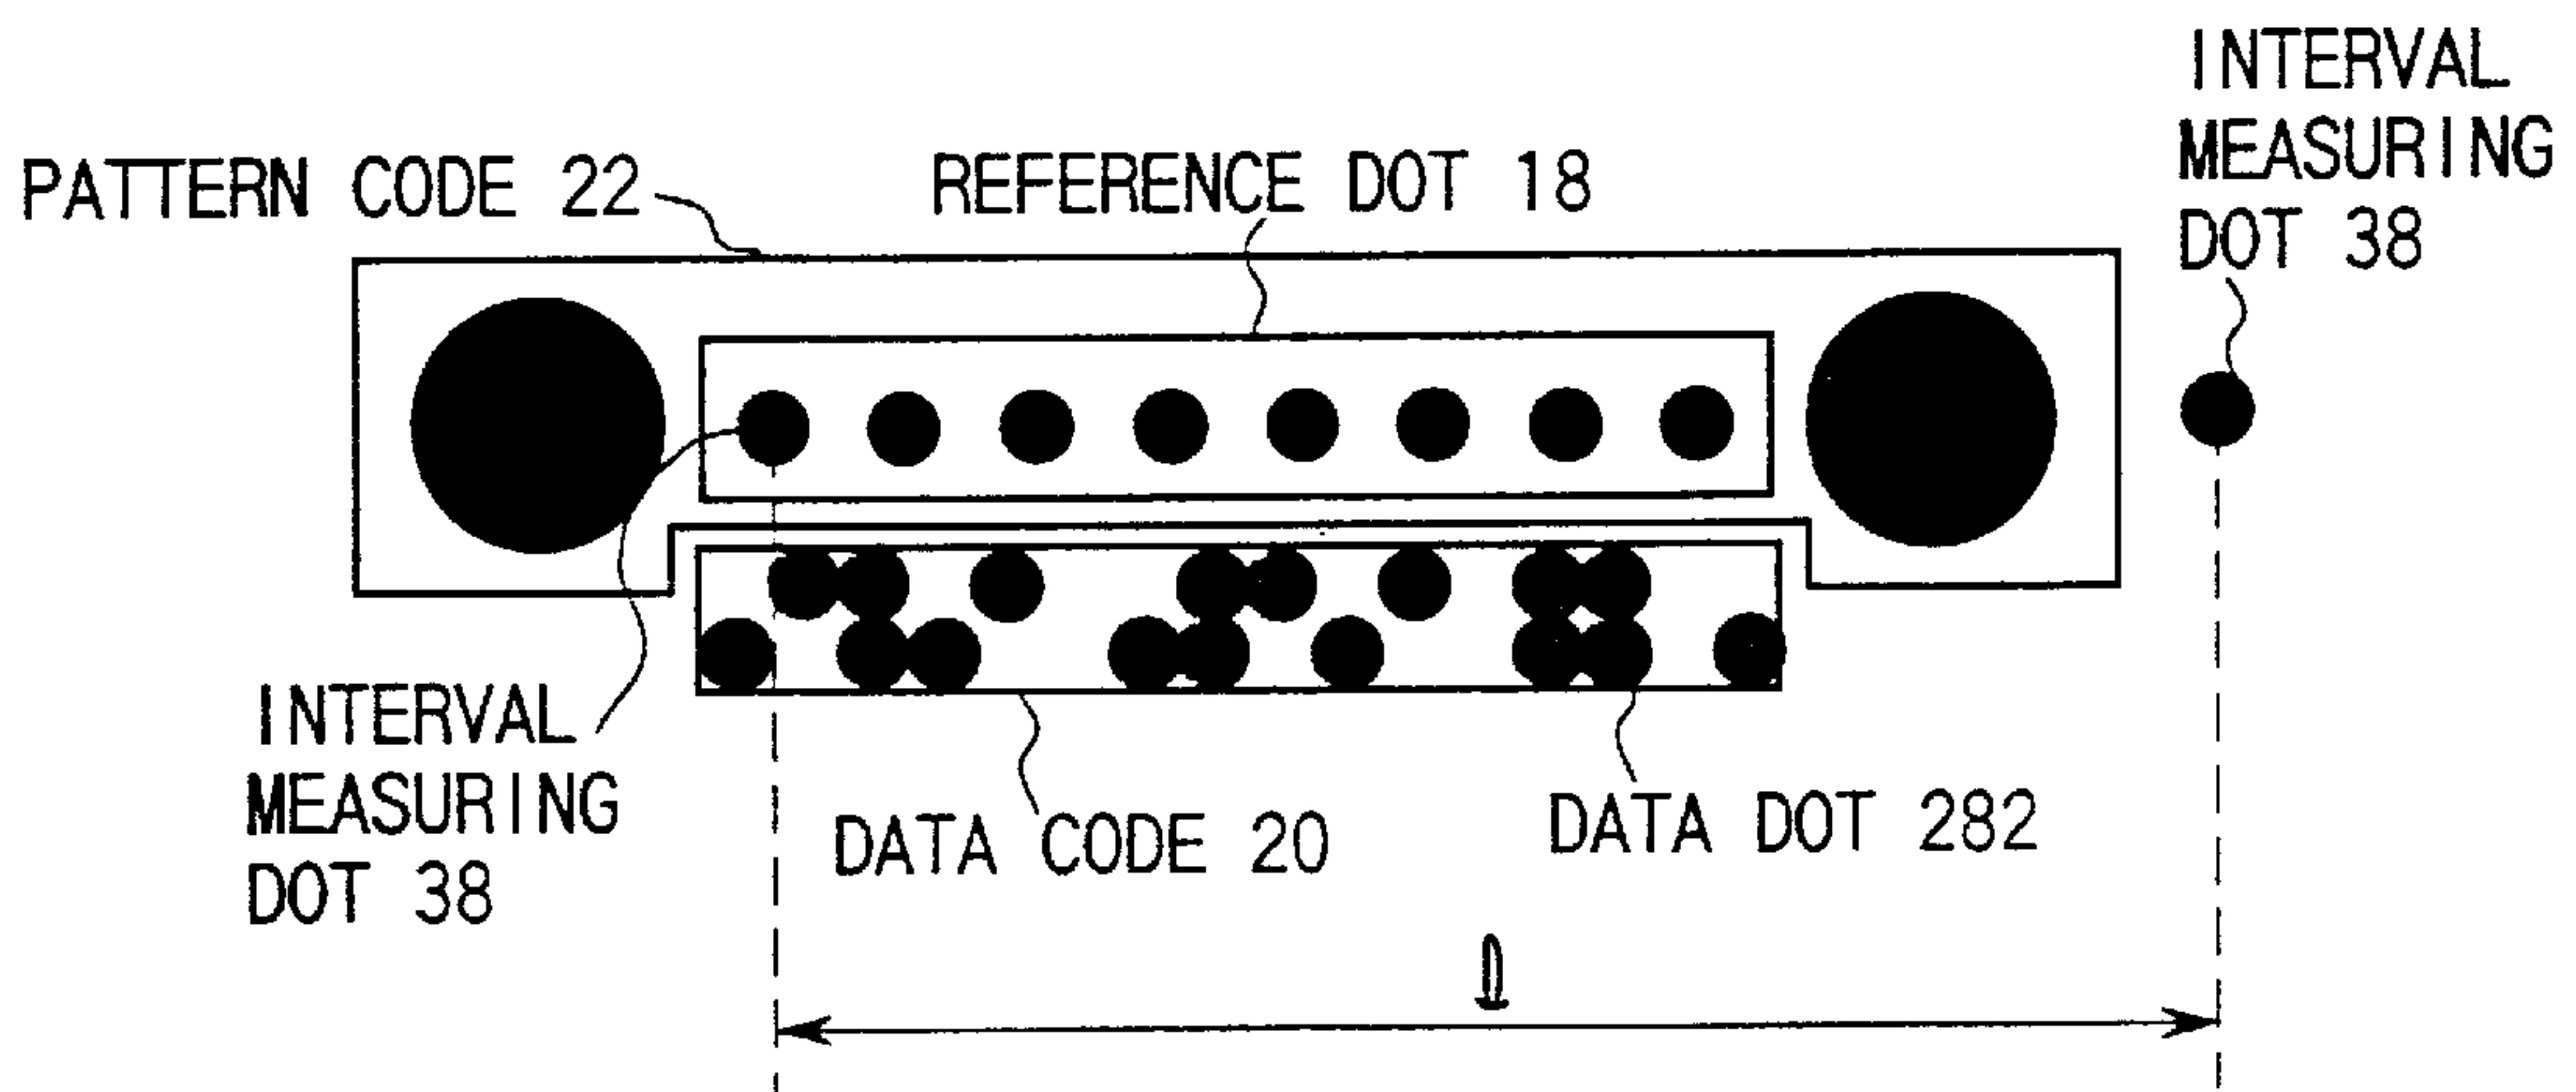 INTERVAL
MEASURING
DOT 38
PATTERN CODE 22
REFERENCE DOT 18
INTERVAL
MEASURING
DOT 38
DATA CODE 20
DATA DOT 282
ℓ